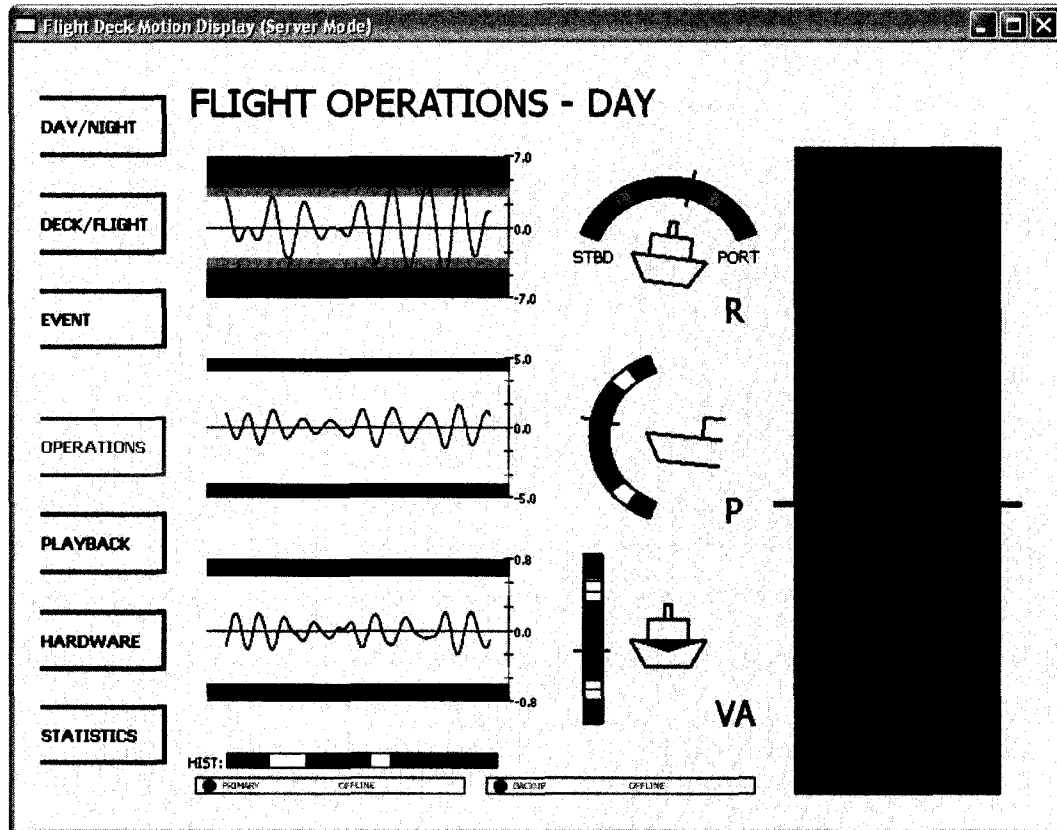 Flight Deck Motion Display (Server Mode)
FLIGHT OPERATIONS - DAY
DAY/NIGHT
DECK/FLIGHT
EVENT
OPERATIONS
PLAYBACK
HARDWARE
STATISTICS
7.0
0.0
-7.0
STBD
PORT
R
5.0
0.0
-5.0
P
0.8
0.0
-0.8
VA
HIST:
PRIMARY OFFLINE
BACKUP OFFLINE